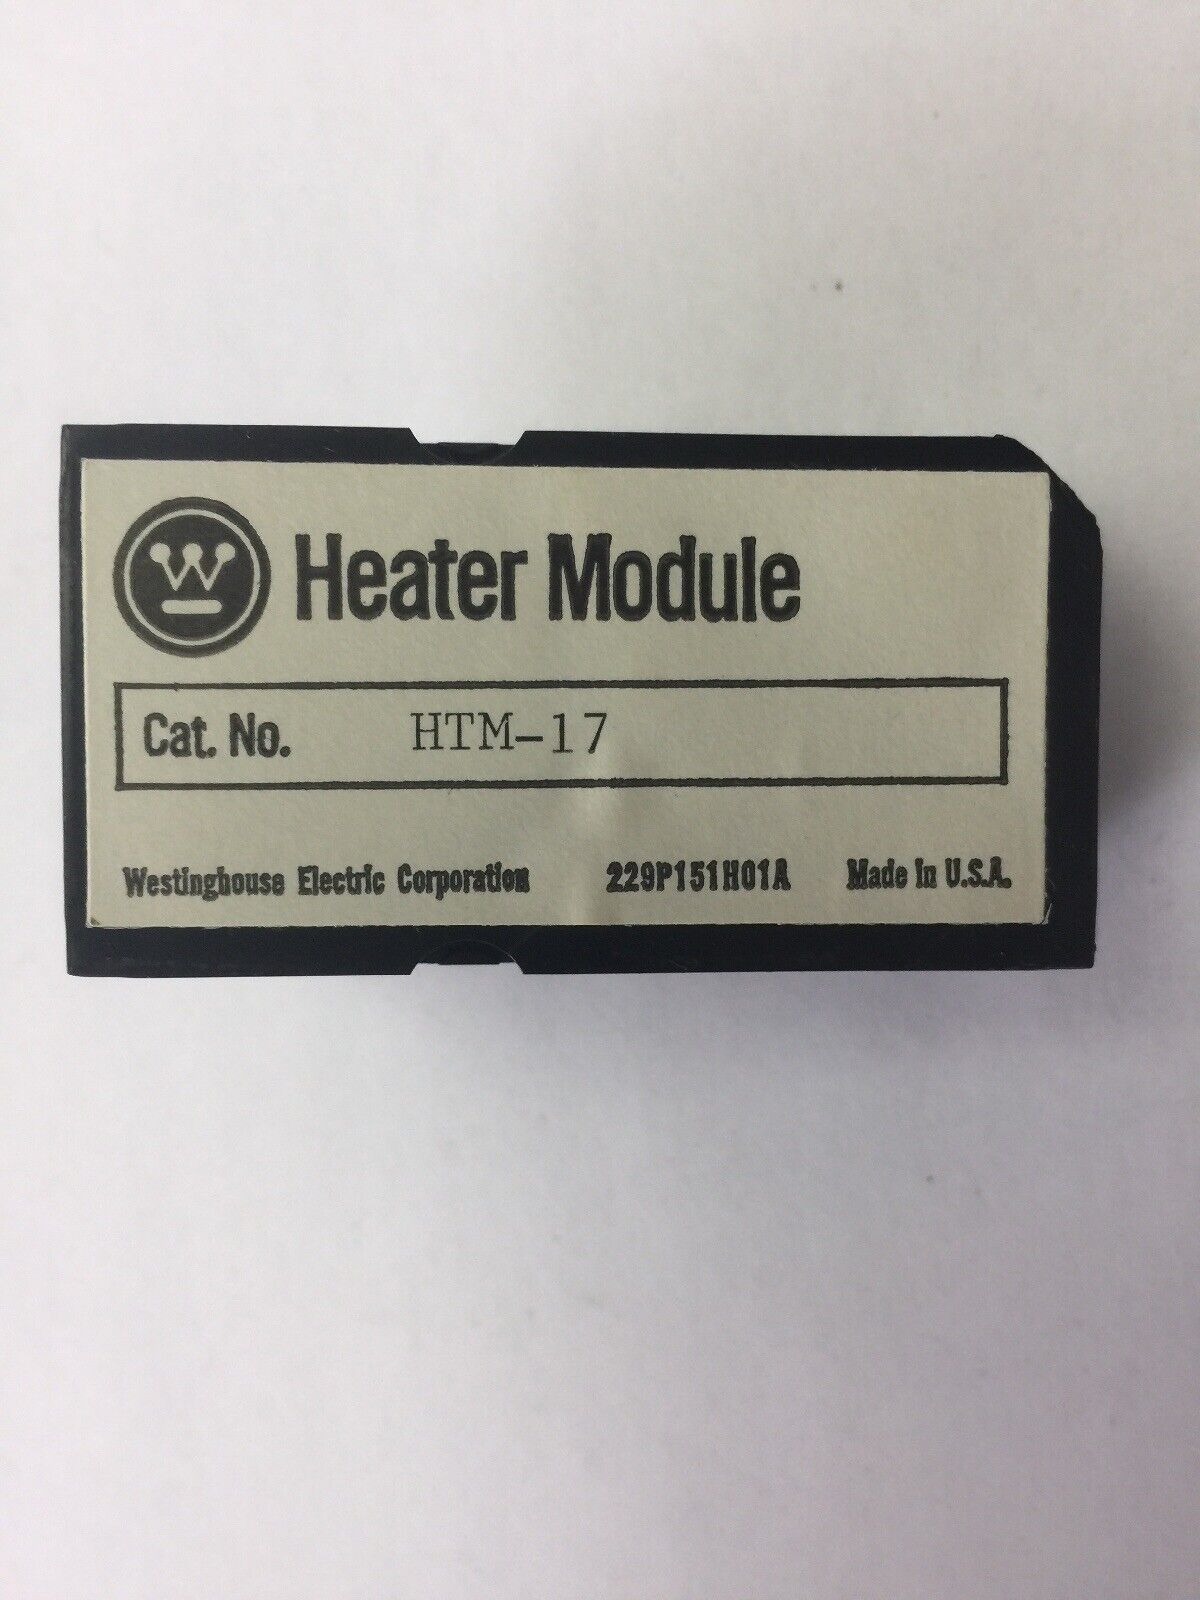 W Heater Module
Cat. No. HTM-17
Westinghouse Electric Corporation 229P151H01A Made in U.S.A.